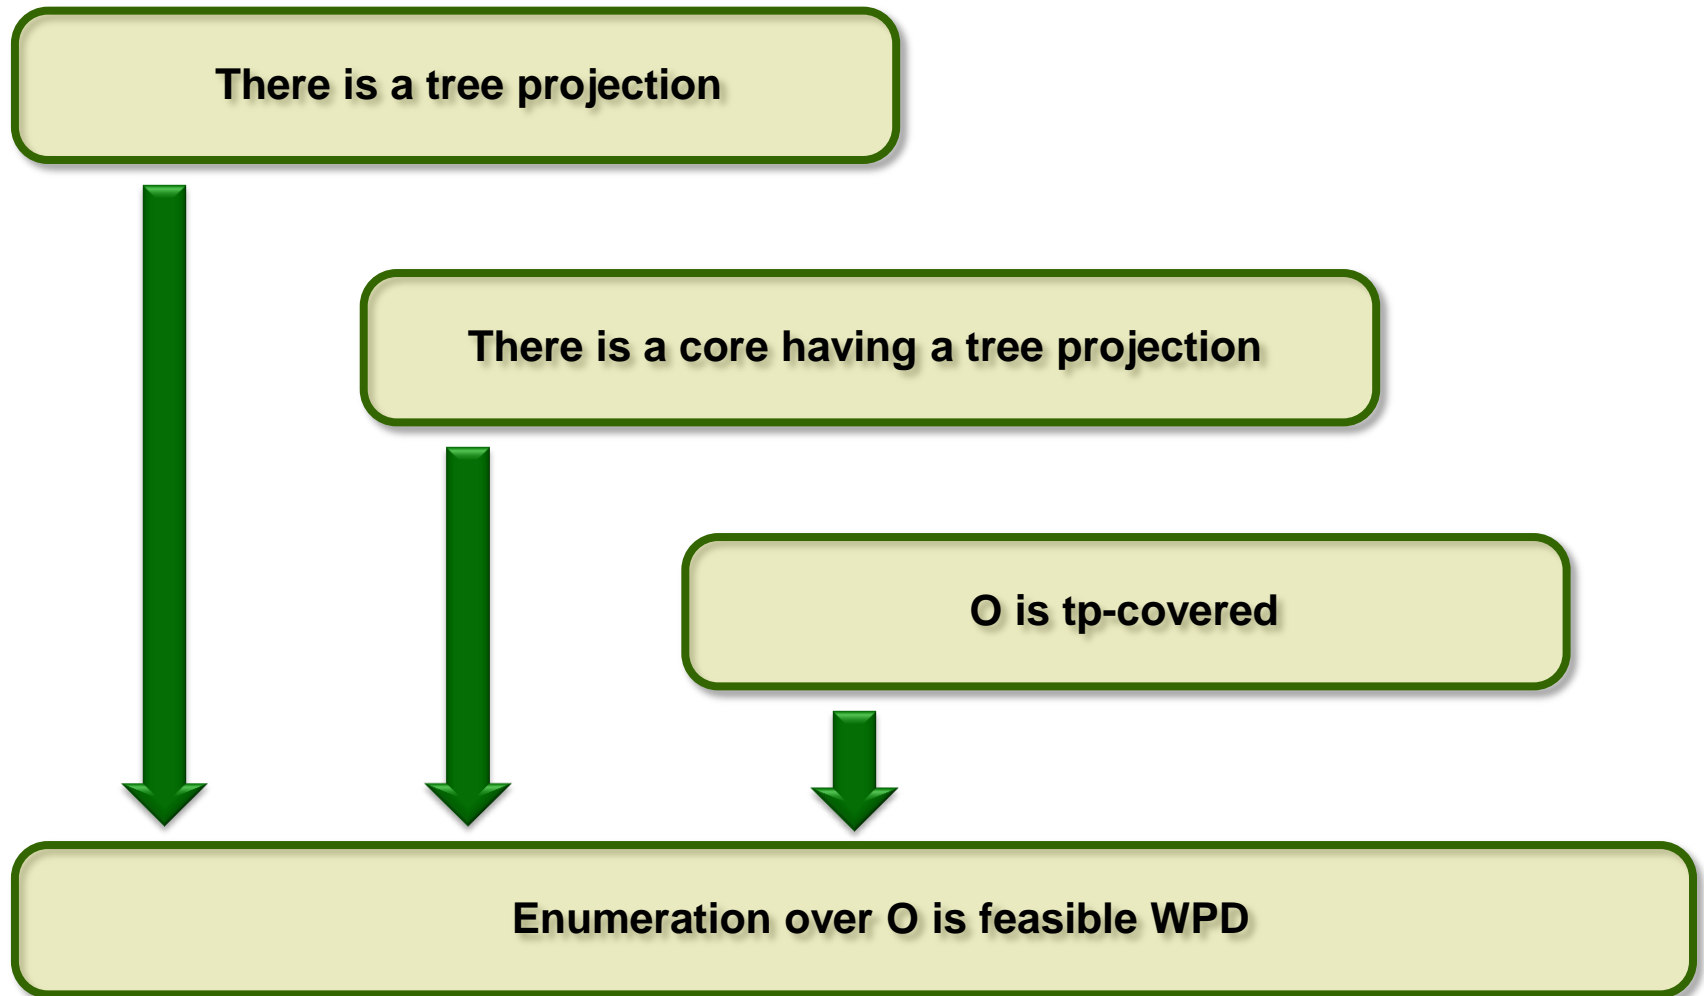 There is a tree projection
There is a core having a tree projection
O is tp-covered
Enumeration over O is feasible WPD